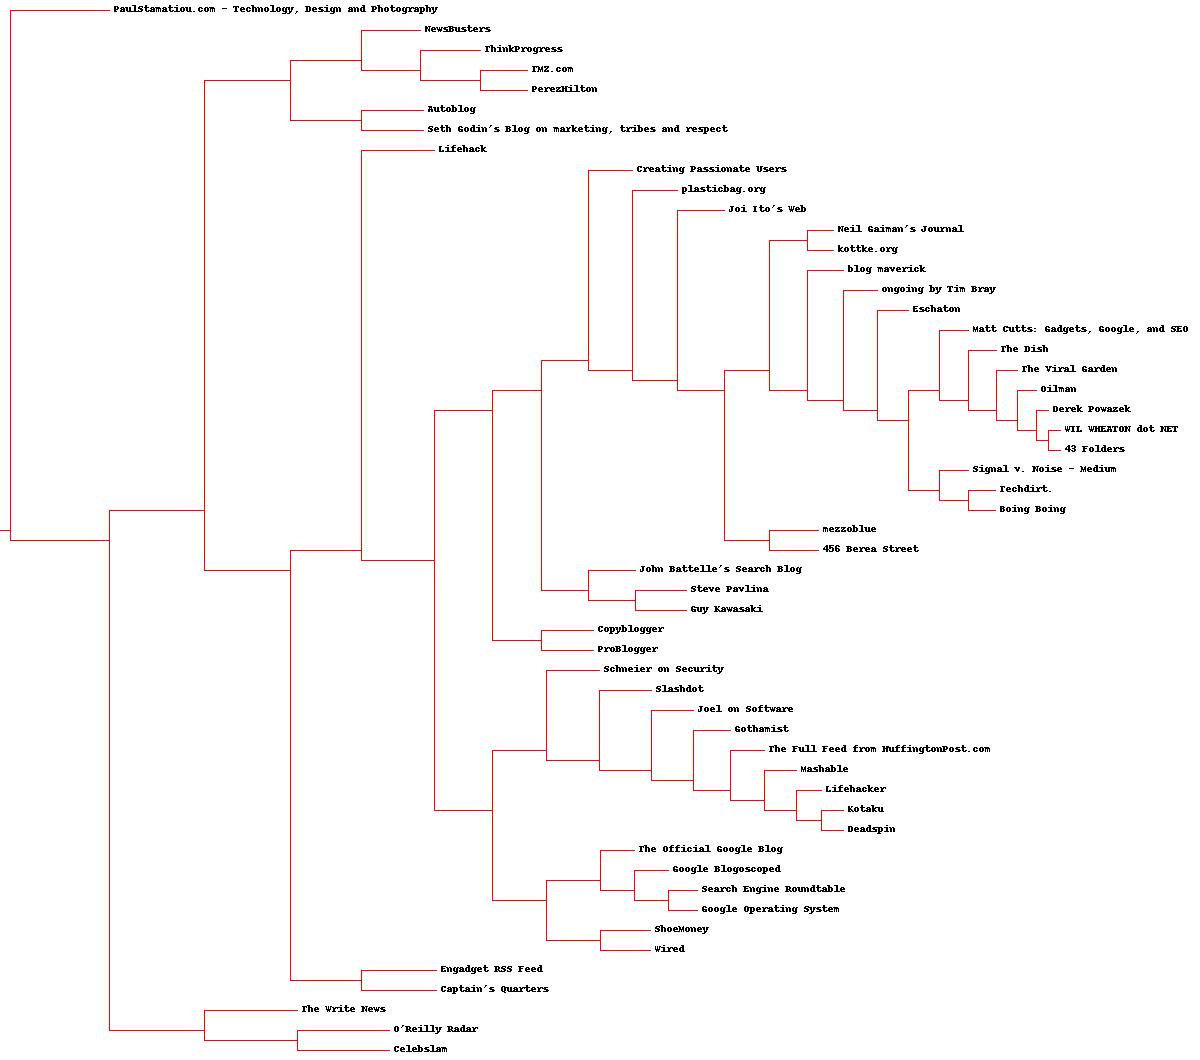 PaulStamatiou.com - Technology, Design and Photography
NewsBusters
ThinkProgress
TMZ.com
PerezHilton
Autoblog
Seth Godin's Blog on marketing, tribes and respect
Lifehack
Creating Passionate Users
plasticbag.org
Joi Ito's Web
Neil Gaiman's Journal
kottke.org
blog maverick
ongoing by Tim Bray
Eschaton
Matt Cutts: Gadgets, Google, and SEO
The Dish
The Viral Garden
Oilman
Derek Powazek
WIL WHEATON dot NET
43 Folders
Signal v. Noise - Medium
Techdirt.
Boing Boing
mezzoblue
456 Berea Street
John Battelle's Search Blog
Steve Pavlina
Guy Kawasaki
Copyblogger
ProBlogger
Schneier on Security
Slashdot
Joel on Software
Gothamist
The Full Feed from HuffingtonPost.com
Mashable
Lifehacker
Kotaku
Deadspin
The Official Google Blog
Google Blogoscoped
Search Engine Roundtable
Google Operating System
ShoeMoney
Wired
Engadget RSS Feed
Captain's Quarters
The Write News
O'Reilly Radar
Celebslam